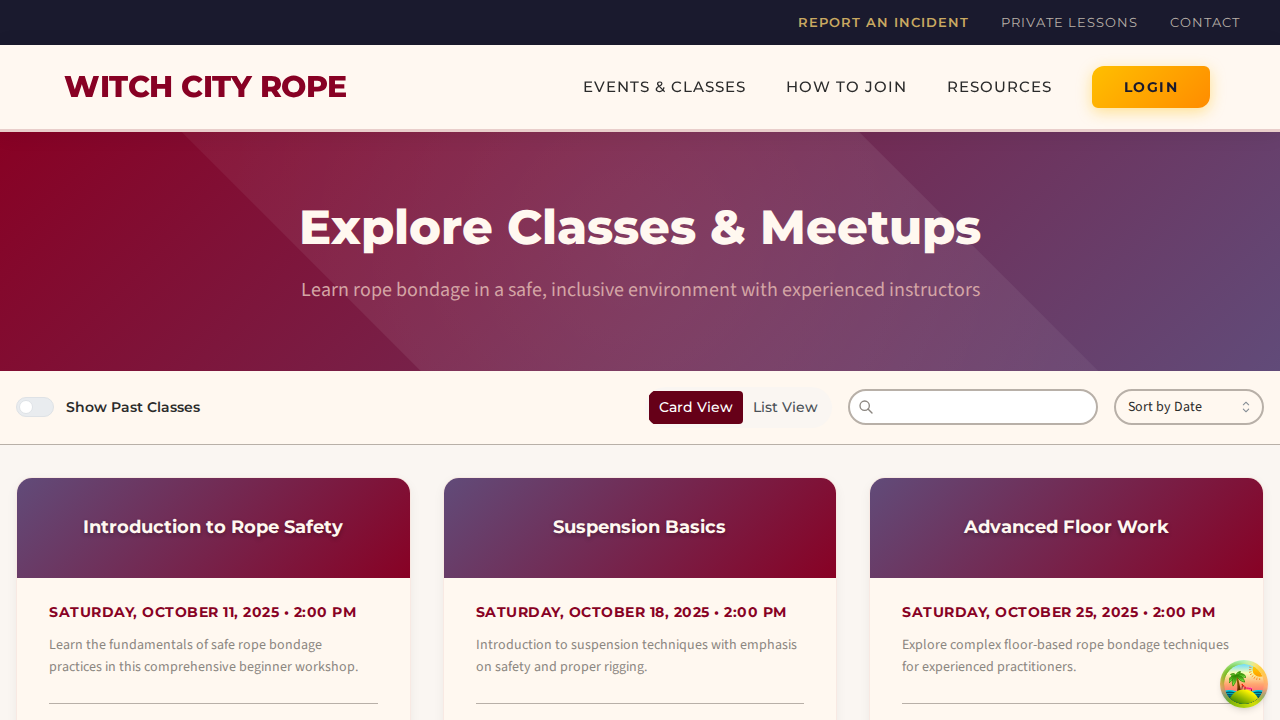 REPORT AN INCIDENT PRIVATE LESSONS CONTACT
WITCH CITY ROPE
EVENTS & CLASSES HOW TO JOIN RESOURCES LOGIN
Explore Classes & Meetups
Learn rope bondage in a safe, inclusive environment with experienced instructors
Show Past Classes Card View List View Sort by Date
Introduction to Rope Safety
SATURDAY, OCTOBER 11, 2025 • 2:00 PM
Learn the fundamentals of safe rope bondage
practices in this comprehensive beginner workshop.
Suspension Basics
SATURDAY, OCTOBER 18, 2025 • 2:00 PM
Introduction to suspension techniques with emphasis
on safety and proper rigging.
Advanced Floor Work
SATURDAY, OCTOBER 25, 2025 • 2:00 PM
Explore complex floor-based rope bondage techniques
for experienced practitioners.